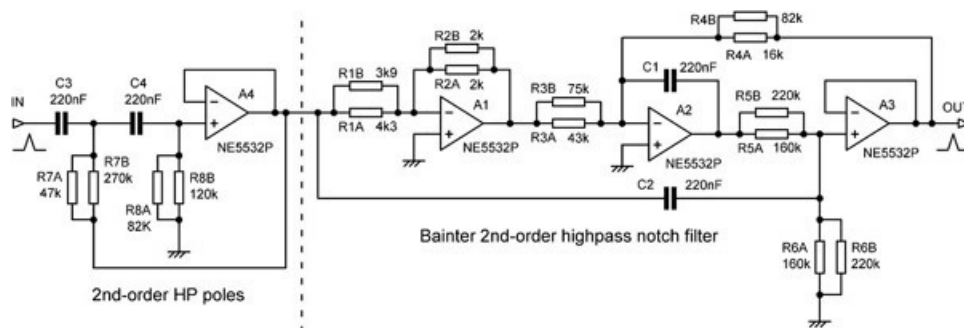 R4B 82k
R4A 16k
R2B 2k
R2A 2k
C1 220nF
R1B 3k9
R1A 4k3
R3B 75k
R3A 43k
R5B 220k
R5A 160k
C3 220nF
C4 220nF
A4
A1
A2
A3
IN
OUT
NE5532P
NE5532P
NE5532P
NE5532P
R7A 47k
R7B 270k
R8A 82K
R8B 120k
C2 220nF
R6A 160k
R6B 220k
Bainter 2nd-order highpass notch filter
2nd-order HP poles